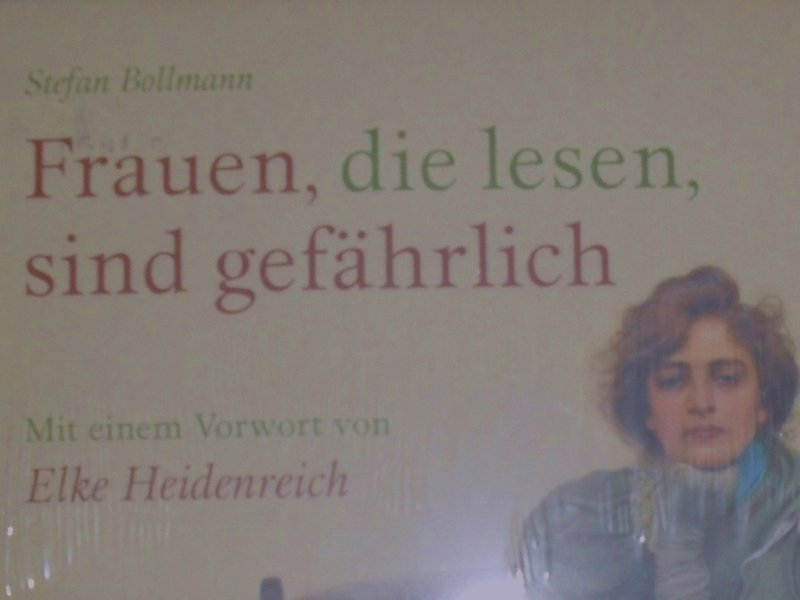 Stefan Bollmann
Frauen, die lesen,
sind gefährlich
Mit einem Vorwort von
Elke Heidenreich